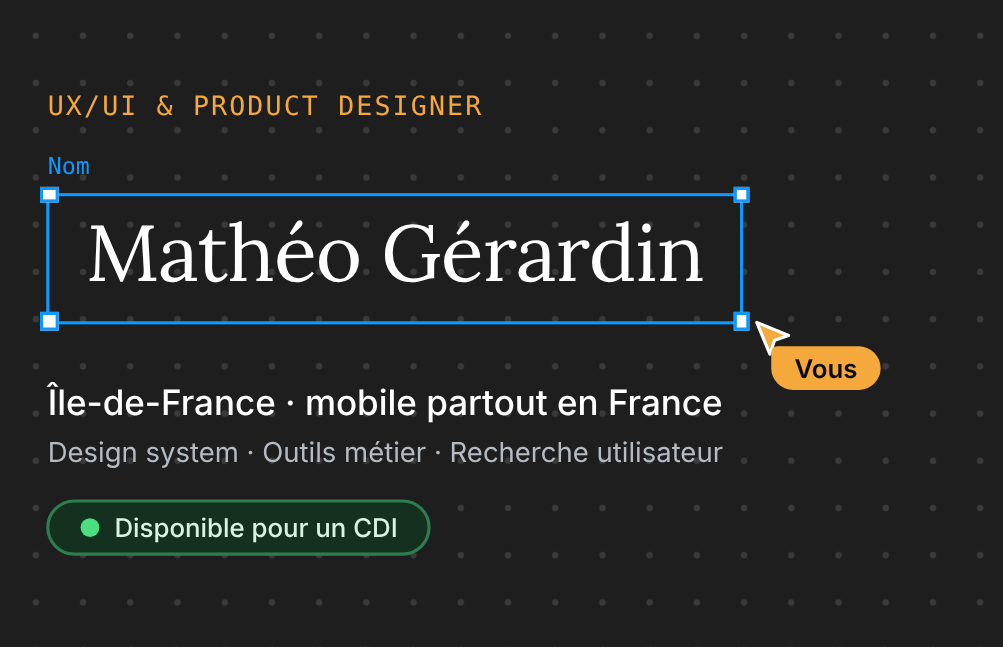 UX/UI & PRODUCT DESIGNER
Nom
Mathéo Gérardin
Vous
Île-de-France · mobile partout en France
Design system · Outils métier · Recherche utilisateur
Disponible pour un CDI